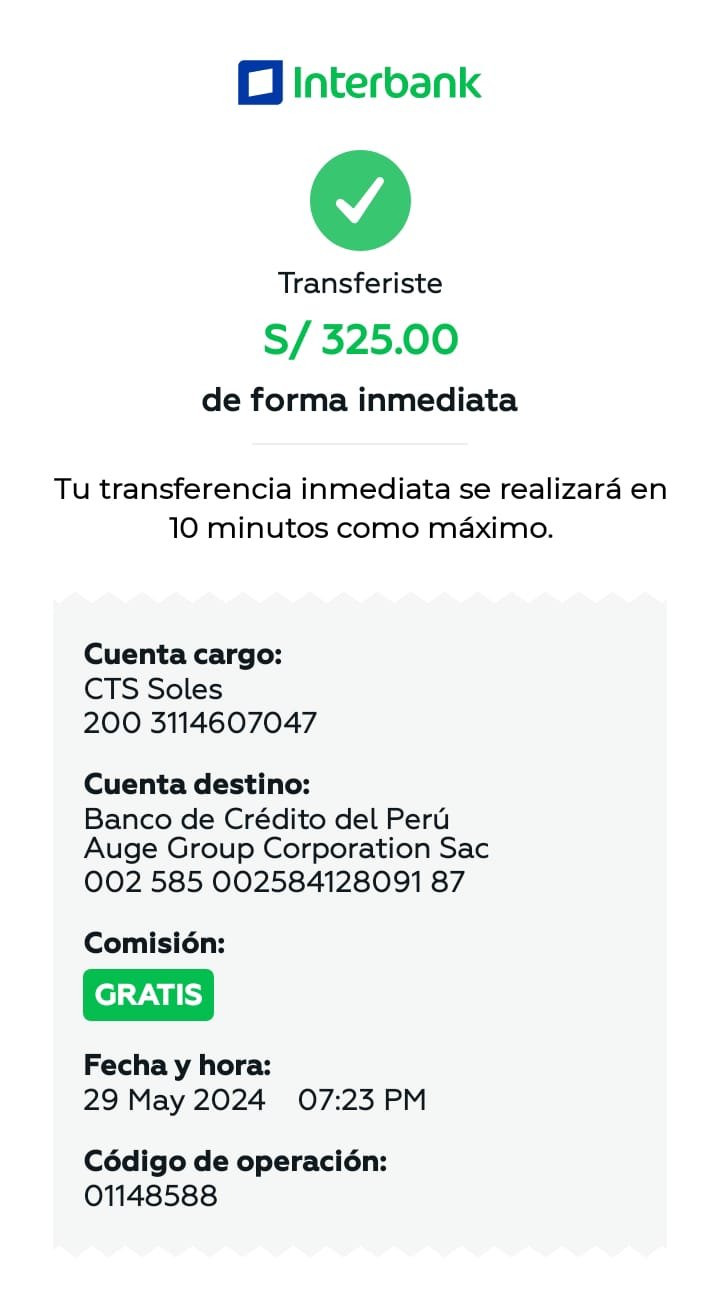 Interbank
Transferiste
S/ 325.00
de forma inmediata
Tu transferencia inmediata se realizará en
10 minutos como máximo.
Cuenta cargo:
CTS Soles
200 3114607047
Cuenta destino:
Banco de Crédito del Perú
Auge Group Corporation Sac
002 585 002584128091 87
Comisión:
GRATIS
Fecha y hora:
29 May 2024 07:23 PM
Código de operación:
01148588